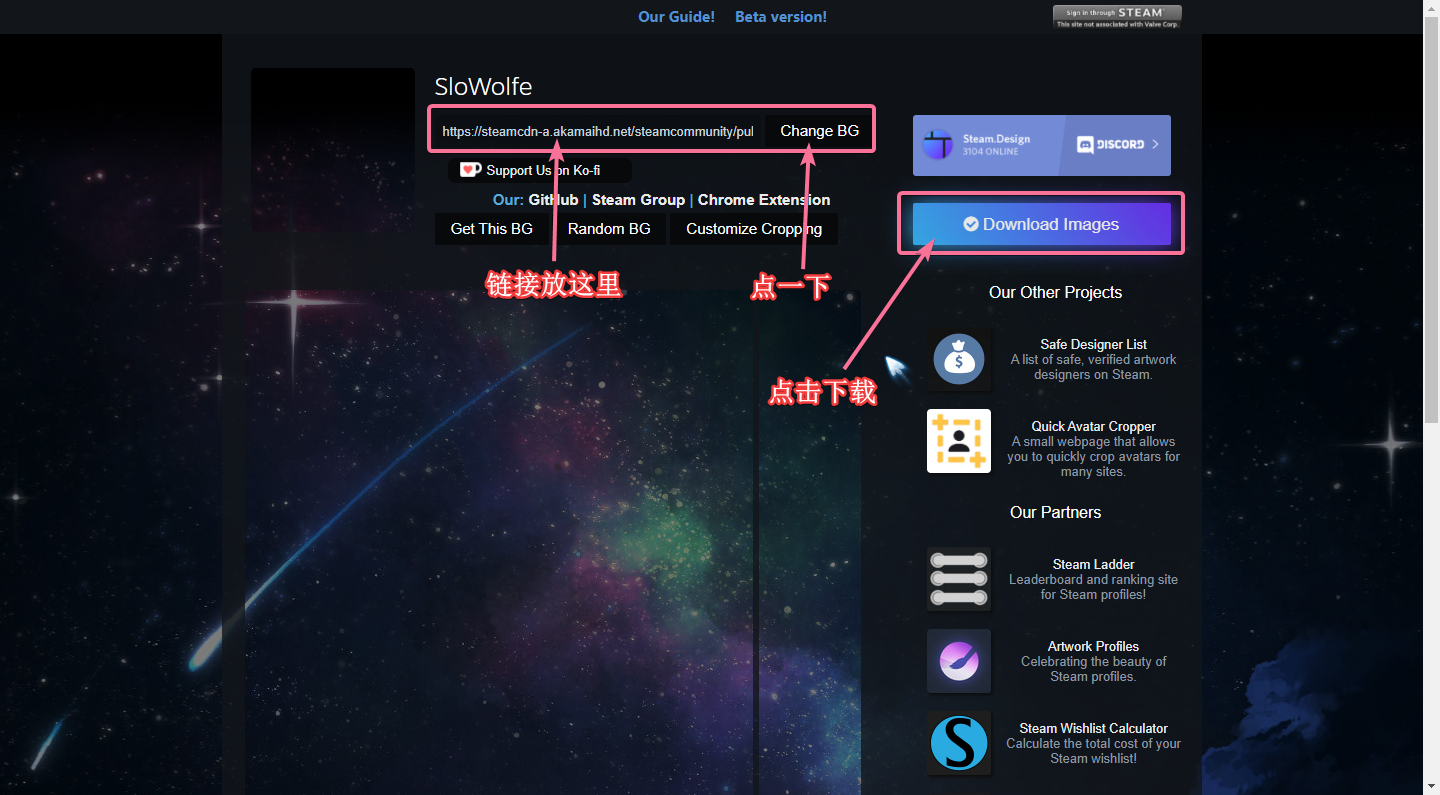 Our Guide!
Beta version!
Sign in through STEAM
This site not associated with Valve Corp.
SloWolfe
https://steamcdn-a.akamaihd.net/steamcommunity/pul
Change BG
Support Us on Ko-fi
Our: GitHub | Steam Group | Chrome Extension
Get This BG
Random BG
Customize Cropping
链接放这里
点一下
点击下载
Steam.Design
3104 ONLINE
DISCORD
Download Images
Our Other Projects
Safe Designer List
A list of safe, verified artwork
designers on Steam.
Quick Avatar Cropper
A small webpage that allows
you to quickly crop avatars for
many sites.
Our Partners
Steam Ladder
Leaderboard and ranking site
for Steam profiles!
Artwork Profiles
Celebrating the beauty of
Steam profiles.
S
Steam Wishlist Calculator
Calculate the total cost of your
Steam wishlist!